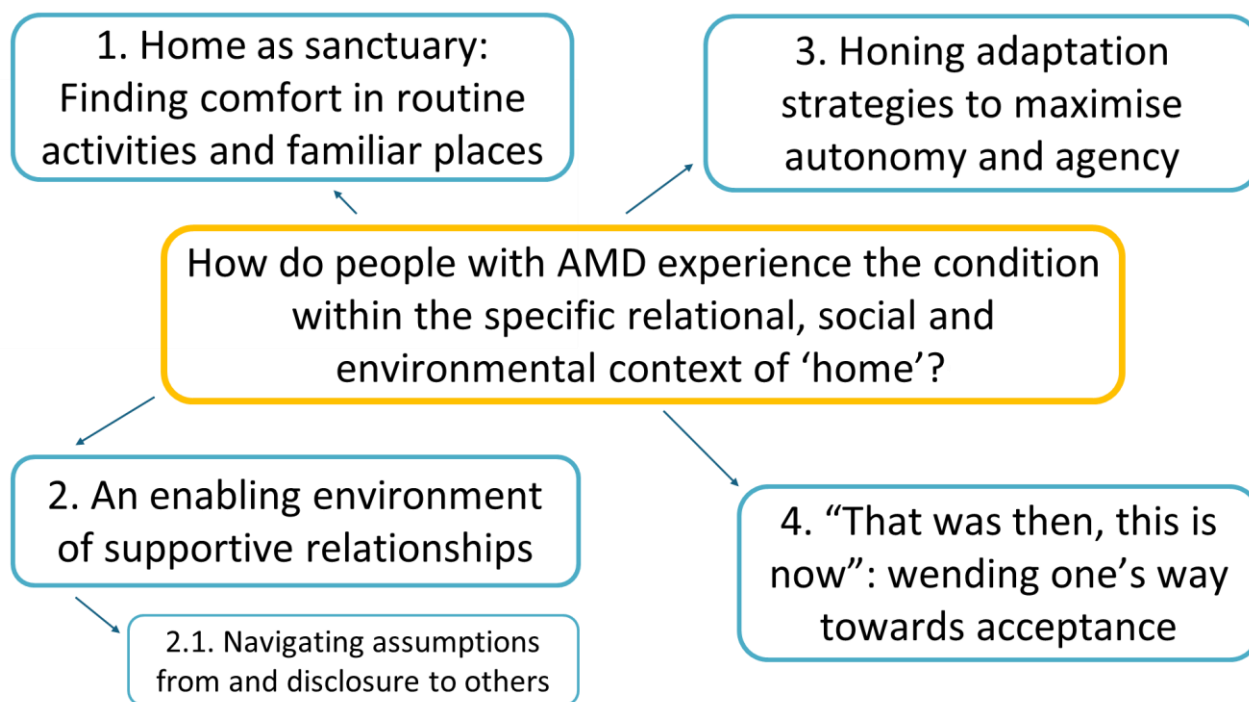 1. Home as sanctuary:
Finding comfort in routine
activities and familiar places
3. Honing adaptation
strategies to maximise
autonomy and agency
How do people with AMD experience the condition
within the specific relational, social and
environmental context of ‘home’?
2. An enabling environment
of supportive relationships
2.1. Navigating assumptions
from and disclosure to others
4. “That was then, this is
now”: wending one’s way
towards acceptance